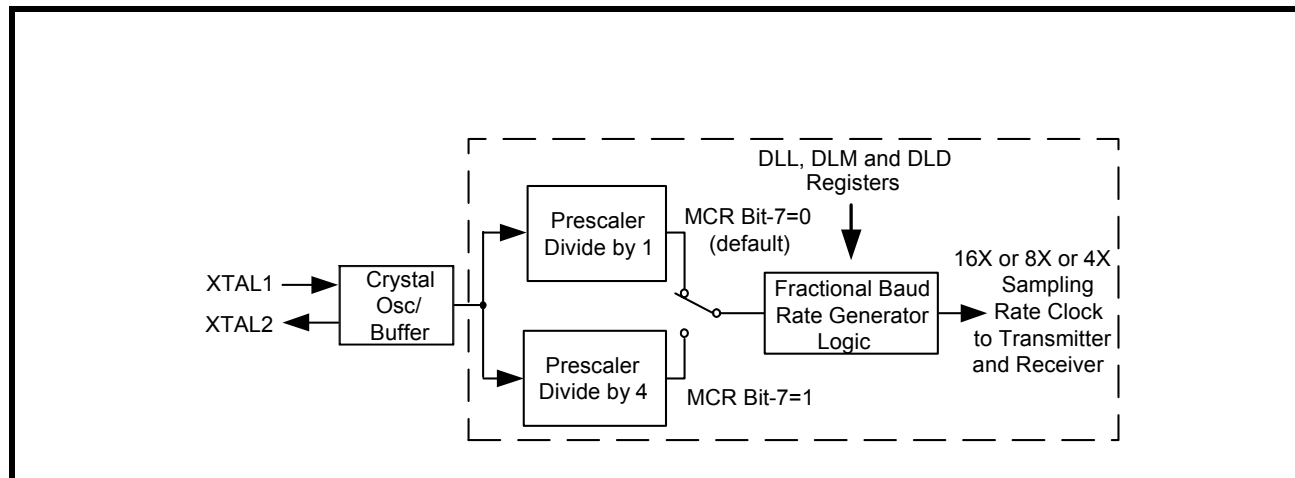 DLL, DLM and DLD
Registers
Prescaler
Divide by 1
MCR Bit-7=0
(default)
XTAL1
XTAL2
Crystal
Osc/
Buffer
Fractional Baud
Rate Generator
Logic
16X or 8X or 4X
Sampling
Rate Clock
to Transmitter
and Receiver
Prescaler
Divide by 4
MCR Bit-7=1